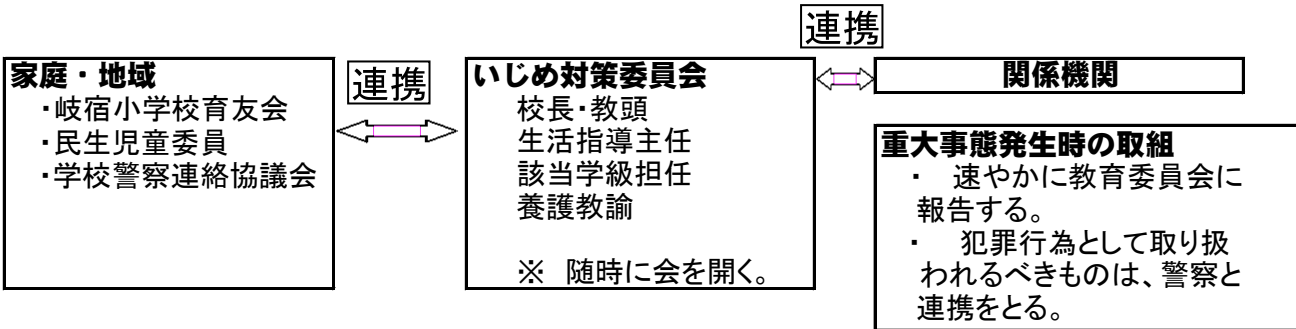 連携
家庭・地域
・岐宿小学校育友会
・民生児童委員
・学校警察連絡協議会
連携
いじめ対策委員会
校長・教頭
生活指導主任
該当学級担任
養護教諭
※　随時に会を開く。
関係機関
重大事態発生時の取組
・　速やかに教育委員会に
報告する。
・　犯罪行為として取り扱
われるべきものは、警察と
連携をとる。